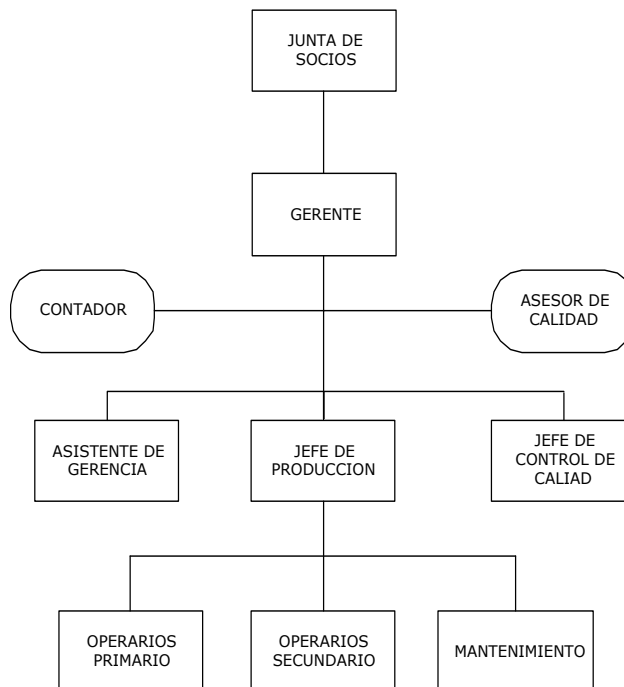 JUNTA DE
SOCIOS
GERENTE
CONTADOR
ASESOR DE
CALIDAD
ASISTENTE DE
GERENCIA
JEFE DE
PRODUCCION
JEFE DE
CONTROL DE
CALIAD
OPERARIOS
PRIMARIO
OPERARIOS
SECUNDARIO
MANTENIMIENTO